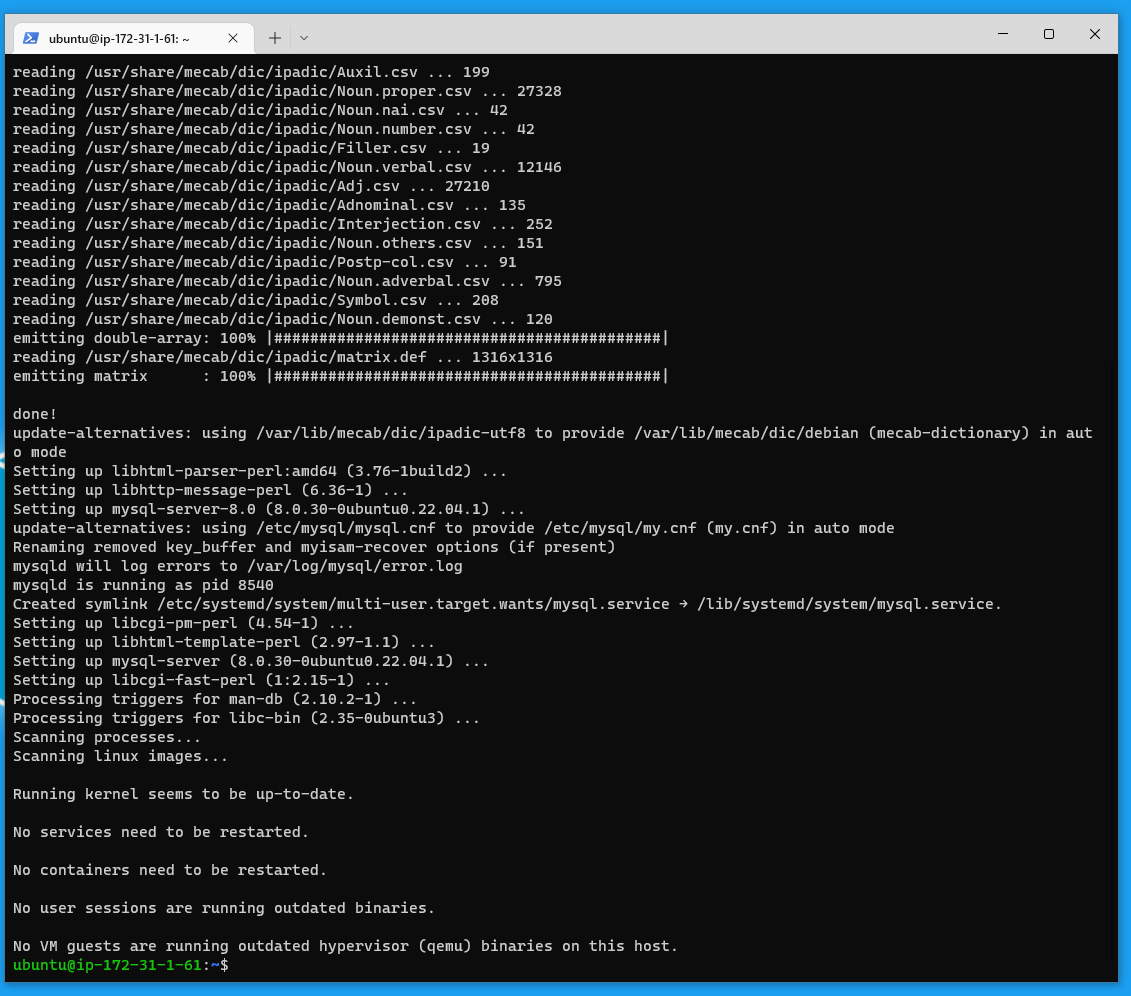 ubuntu@ip-172-31-1-61: ~
reading /usr/share/mecab/dic/ipadic/Auxil.csv ... 199
reading /usr/share/mecab/dic/ipadic/Noun.proper.csv ... 27328
reading /usr/share/mecab/dic/ipadic/Noun.nai.csv ... 42
reading /usr/share/mecab/dic/ipadic/Noun.number.csv ... 42
reading /usr/share/mecab/dic/ipadic/Filler.csv ... 19
reading /usr/share/mecab/dic/ipadic/Noun.verbal.csv ... 12146
reading /usr/share/mecab/dic/ipadic/Adj.csv ... 27210
reading /usr/share/mecab/dic/ipadic/Adnominal.csv ... 135
reading /usr/share/mecab/dic/ipadic/Interjection.csv ... 252
reading /usr/share/mecab/dic/ipadic/Noun.others.csv ... 151
reading /usr/share/mecab/dic/ipadic/Postp-col.csv ... 91
reading /usr/share/mecab/dic/ipadic/Noun.adverbal.csv ... 795
reading /usr/share/mecab/dic/ipadic/Symbol.csv ... 208
reading /usr/share/mecab/dic/ipadic/Noun.demonst.csv ... 120
emitting double-array: 100% |###########################################|
reading /usr/share/mecab/dic/ipadic/matrix.def ... 1316x1316
emitting matrix      : 100% |###########################################|

done!
update-alternatives: using /var/lib/mecab/dic/ipadic-utf8 to provide /var/lib/mecab/dic/debian (mecab-dictionary) in aut
o mode
Setting up libhtml-parser-perl:amd64 (3.76-1build2) ...
Setting up libhttp-message-perl (6.36-1) ...
Setting up mysql-server-8.0 (8.0.30-0ubuntu0.22.04.1) ...
update-alternatives: using /etc/mysql/mysql.cnf to provide /etc/mysql/my.cnf (my.cnf) in auto mode
Renaming removed key_buffer and myisam-recover options (if present)
mysqld will log errors to /var/log/mysql/error.log
mysqld is running as pid 8540
Created symlink /etc/systemd/system/multi-user.target.wants/mysql.service → /lib/systemd/system/mysql.service.
Setting up libcgi-pm-perl (4.54-1) ...
Setting up libhtml-template-perl (2.97-1.1) ...
Setting up mysql-server (8.0.30-0ubuntu0.22.04.1) ...
Setting up libcgi-fast-perl (1:2.15-1) ...
Processing triggers for man-db (2.10.2-1) ...
Processing triggers for libc-bin (2.35-0ubuntu3) ...
Scanning processes...
Scanning linux images...

Running kernel seems to be up-to-date.

No services need to be restarted.

No containers need to be restarted.

No user sessions are running outdated binaries.

No VM guests are running outdated hypervisor (qemu) binaries on this host.
ubuntu@ip-172-31-1-61:~$